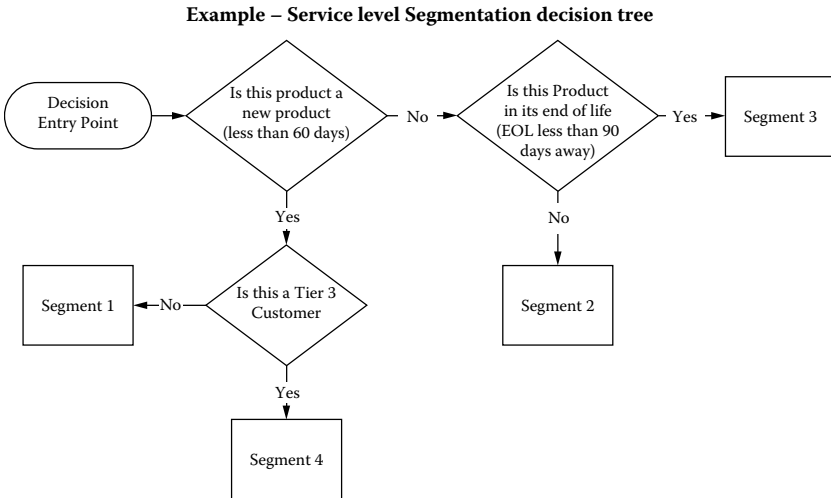 Example – Service level Segmentation decision tree
Decision
Entry Point
Is this product a
new product
(less than 60 days)
No
Is this Product
in its end of life
(EOL less than 90
days away)
Yes
Segment 3
Yes
No
Segment 1
No
Is this a Tier 3
Customer
Segment 2
Yes
Segment 4